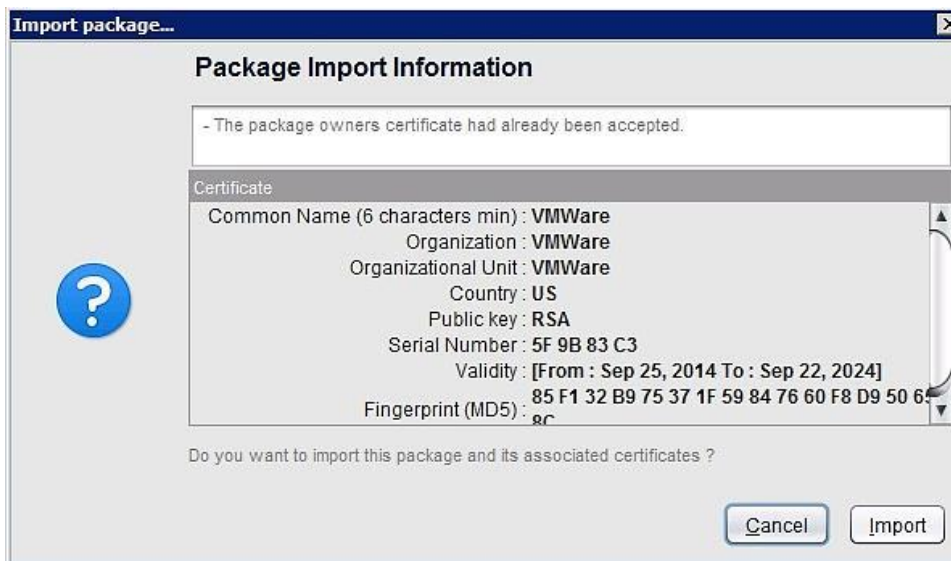 Import package...
Package Import Information
- The package owners certificate had already been accepted.
Certificate
Common Name (6 characters min) : VMWare
Organization : VMWare
Organizational Unit : VMWare
Country : US
Public key : RSA
Serial Number : 5F 9B 83 C3
Validity : [From : Sep 25, 2014 To : Sep 22, 2024]
Fingerprint (MD5) : 85 F1 32 B9 75 37 1F 59 84 76 60 F8 D9 50
8C
Do you want to import this package and its associated certificates ?
Cancel Import